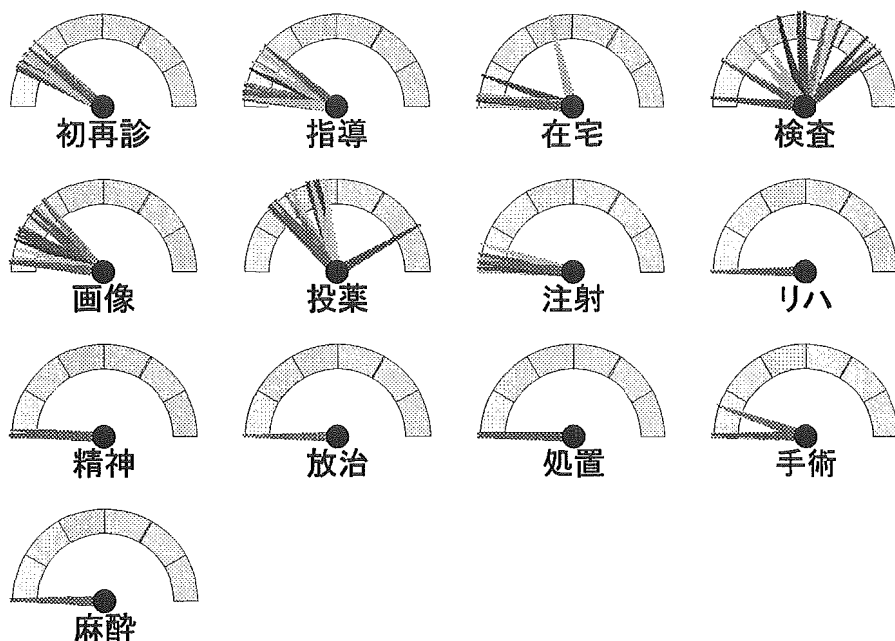 初再診 指導 在宅 検査
画像 投薬 注射 リハ
精神 放治 処置 手術
麻酔